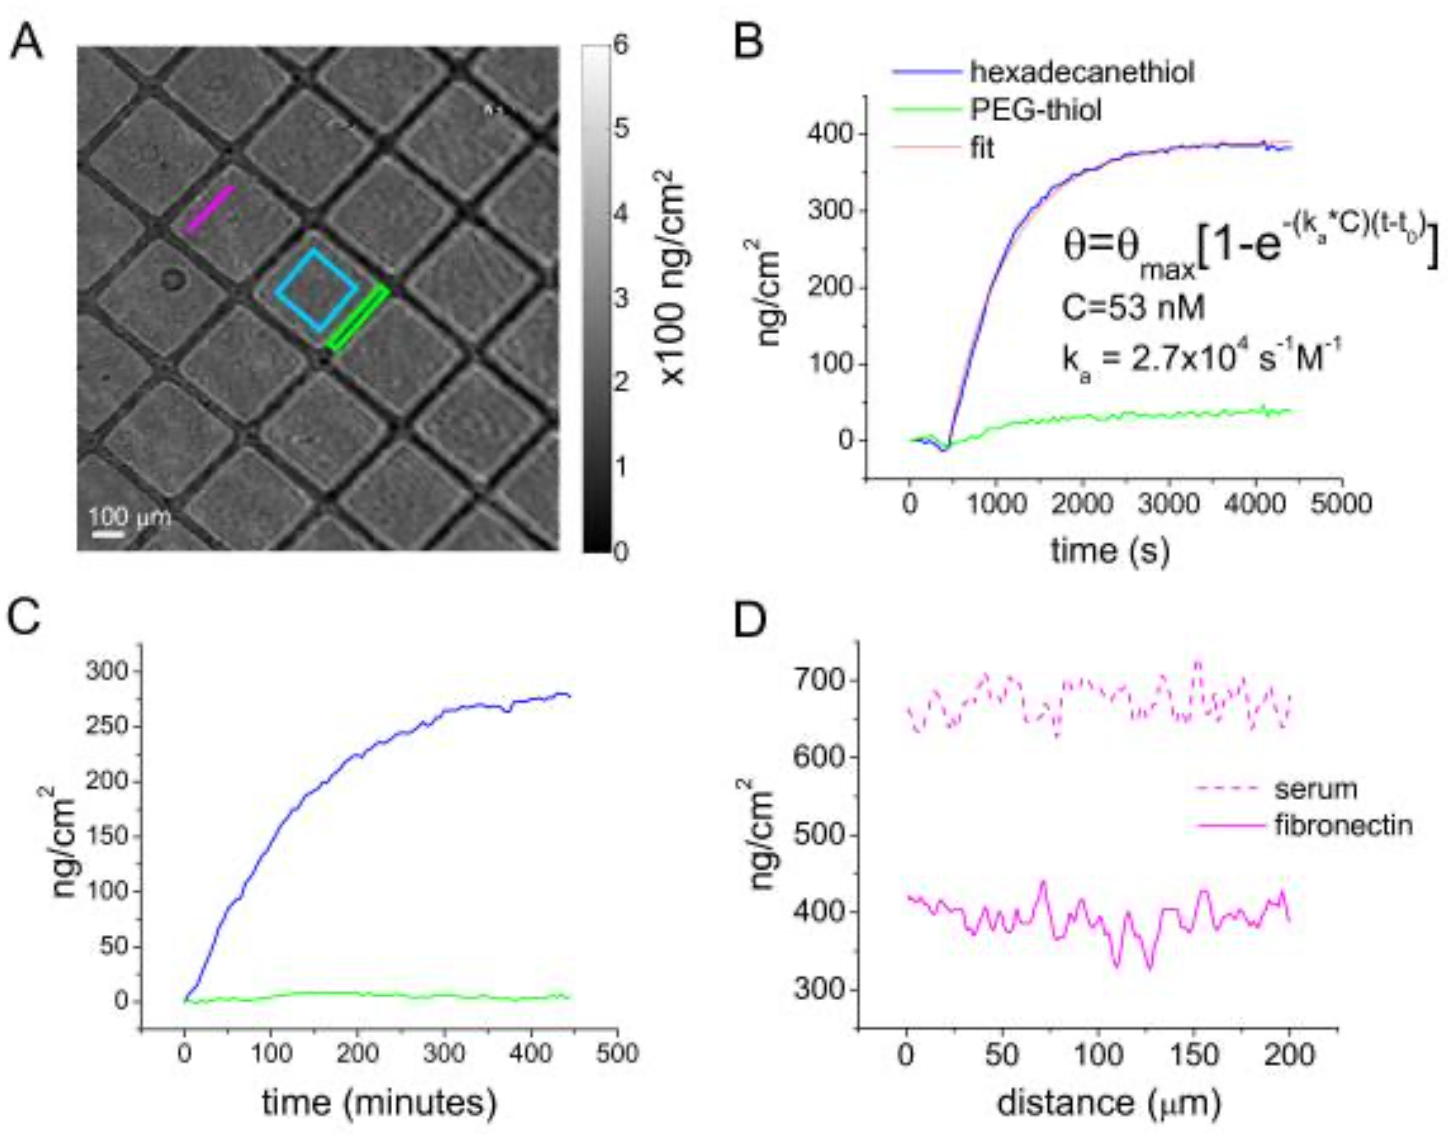 A
6
5
4
3
2
1
0
x100 ng/cm²
100 μm
B
hexadecanethiol
PEG-thiol
fit
400
300
200
100
0
ng/cm²
θ=θmax[1-e-(ka*C)(t-t0)]
C=53 nM
ka = 2.7x10⁴ s⁻¹M⁻¹
0 1000 2000 3000 4000 5000
time (s)
C
300
250
200
150
100
50
0
ng/cm²
0 100 200 300 400 500
time (minutes)
D
700
600
500
400
300
ng/cm²
serum
fibronectin
0 50 100 150 200
distance (μm)